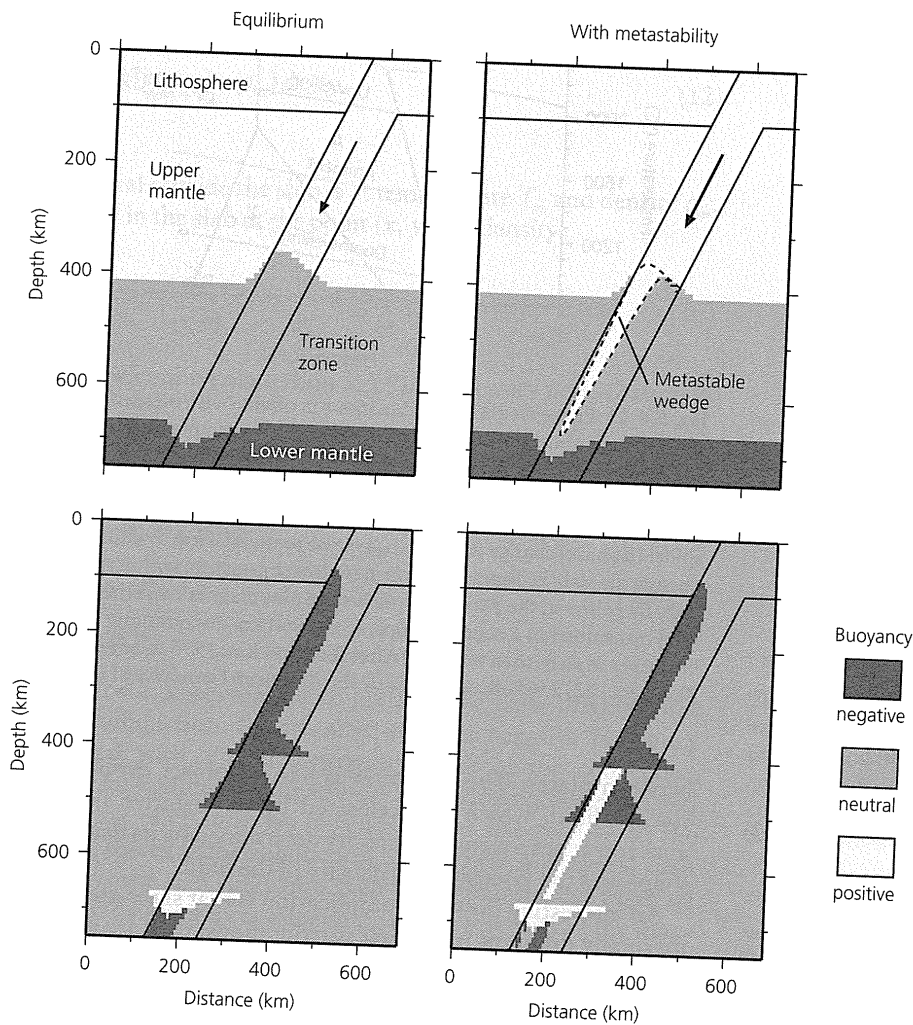 Equilibrium
With metastability
0
200
400
600
Depth (km)
Lithosphere
Upper
mantle
Transition
zone
Lower mantle
Metastable
wedge
0
200
400
600
Depth (km)
0
200
400
600
Distance (km)
0
200
400
600
Distance (km)
Buoyancy
negative
neutral
positive